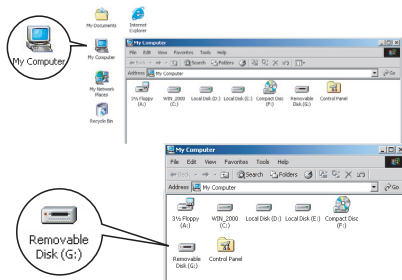 My Documents
Internet
Explorer
My Computer
My Computer
My Network
Places
Recycle Bin
My Computer
File Edit View Favorites Tools Help
Back Search Folders
Address My Computer Go
3½ Floppy
(A:)
WIN_2000
(C:)
Local Disk (D:)
Local Disk (E:)
Compact Disc
(F:)
Removable
Disk (G:)
Control Panel
My Computer
File Edit View Favorites Tools Help
Back Search Folders
Address My Computer Go
3½ Floppy
(A:)
WIN_2000
(C:)
Local Disk (D:)
Local Disk (E:)
Compact Disc
(F:)
Removable
Disk (G:)
Control Panel
Removable
Disk (G:)